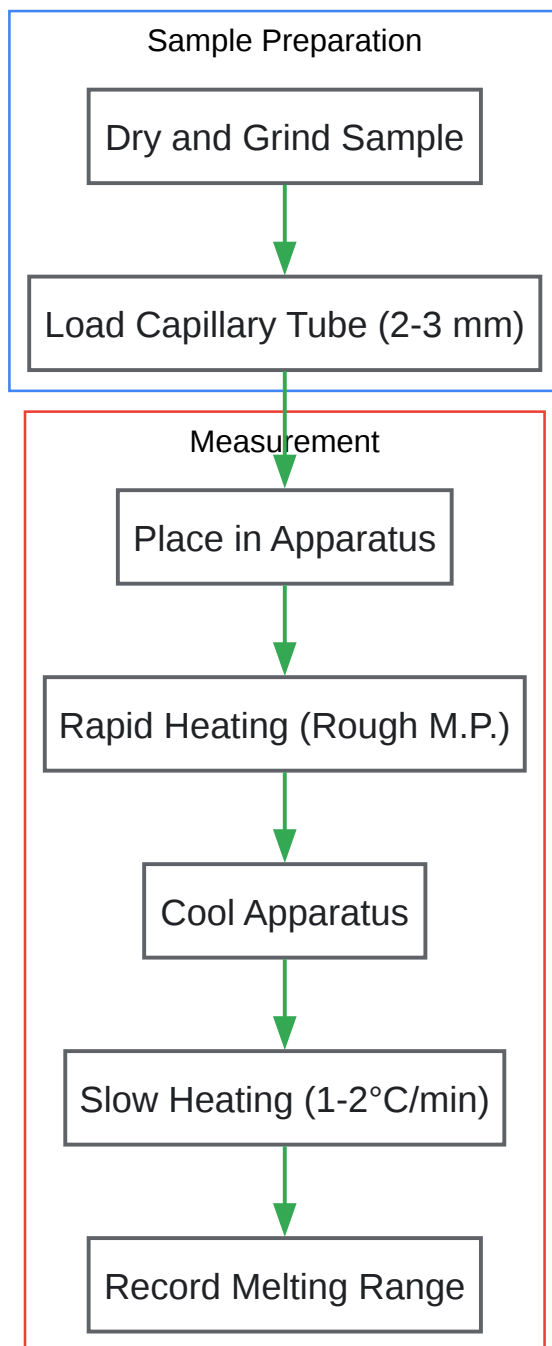 Sample Preparation
Dry and Grind Sample
Load Capillary Tube (2-3 mm)
Measurement
Place in Apparatus
Rapid Heating (Rough M.P.)
Cool Apparatus
Slow Heating (1-2°C/min)
Record Melting Range